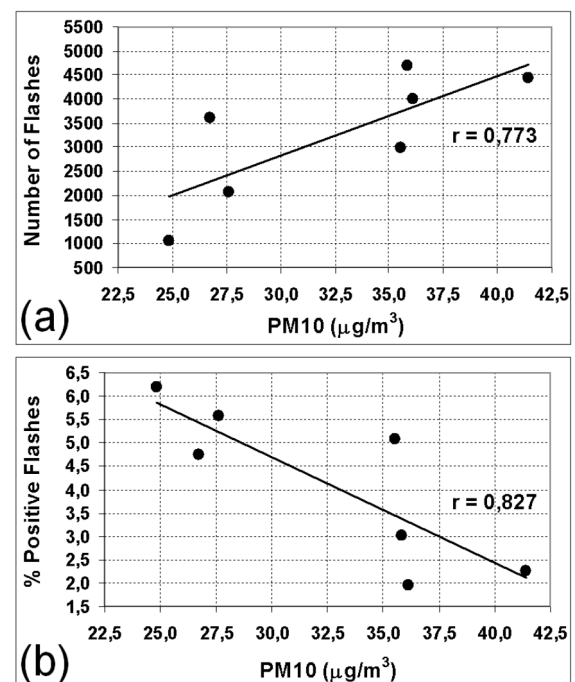 5500
5000
4500
4000
3500
3000
2500
2000
1500
1000
500
Number of Flashes
r = 0,773
22,5 25,0 27,5 30,0 32,5 35,0 37,5 40,0 42,5
PM10 (μg/m³)
(a)
6,5
6,0
5,5
5,0
4,5
4,0
3,5
3,0
2,5
2,0
1,5
% Positive Flashes
r = 0,827
22,5 25,0 27,5 30,0 32,5 35,0 37,5 40,0 42,5
PM10 (μg/m³)
(b)